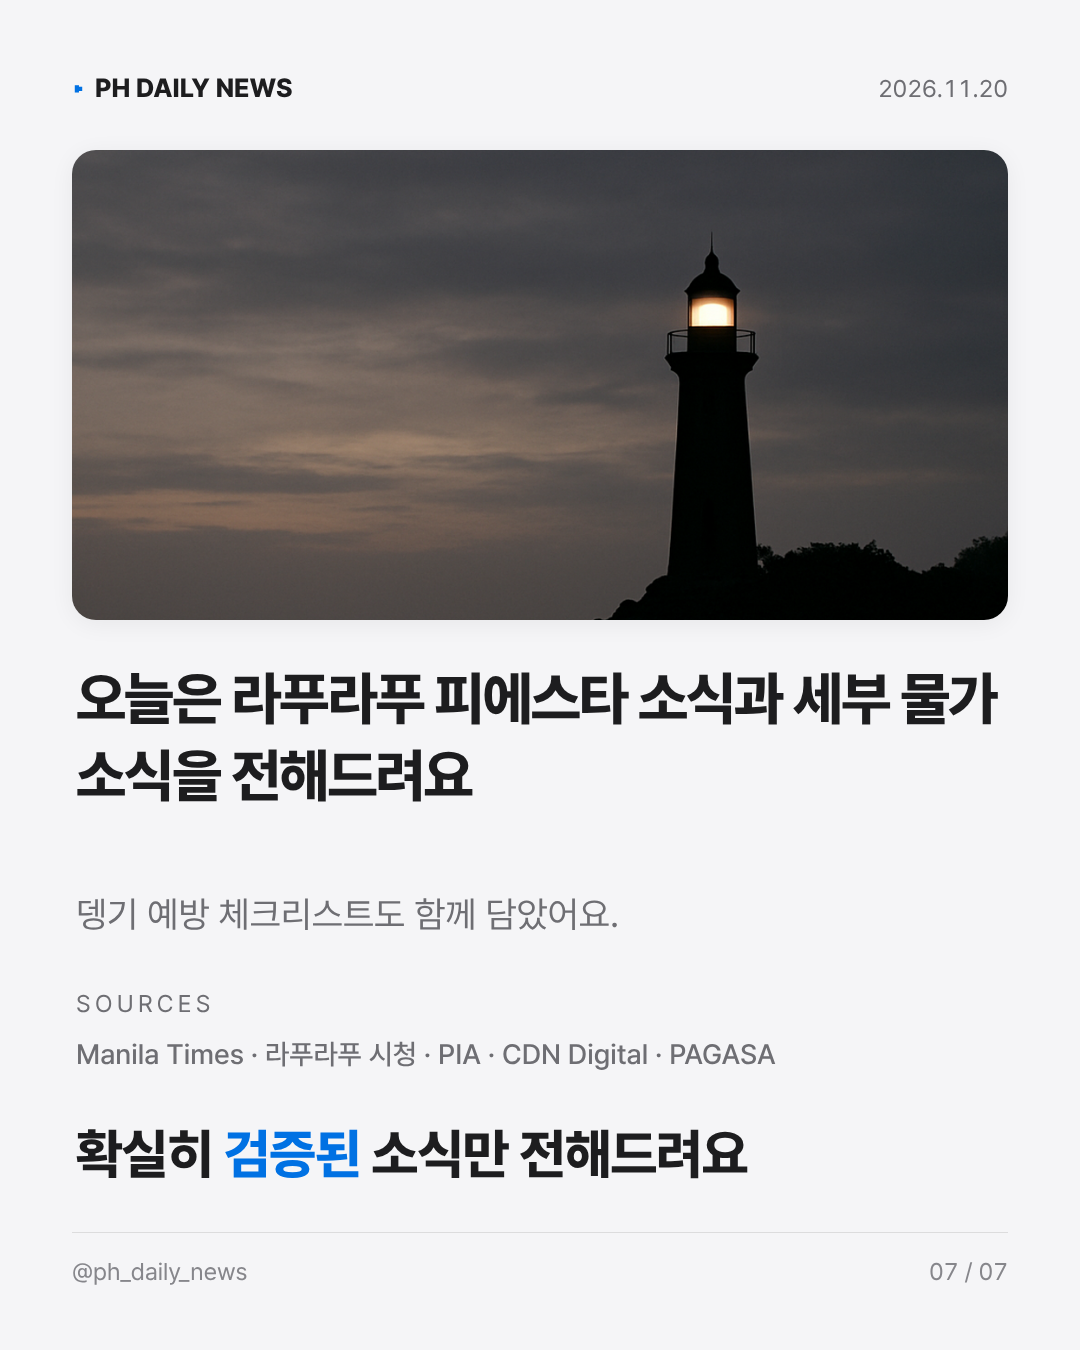 PH DAILY NEWS
2026.11.20
오늘은 라푸라푸 피에스타 소식과 세부 물가
소식을 전해드려요
뎅기 예방 체크리스트도 함께 담았어요.
SOURCES
Manila Times · 라푸라푸 시청 · PIA · CDN Digital · PAGASA
확실히 검증된 소식만 전해드려요
@ph_daily_news
07 / 07